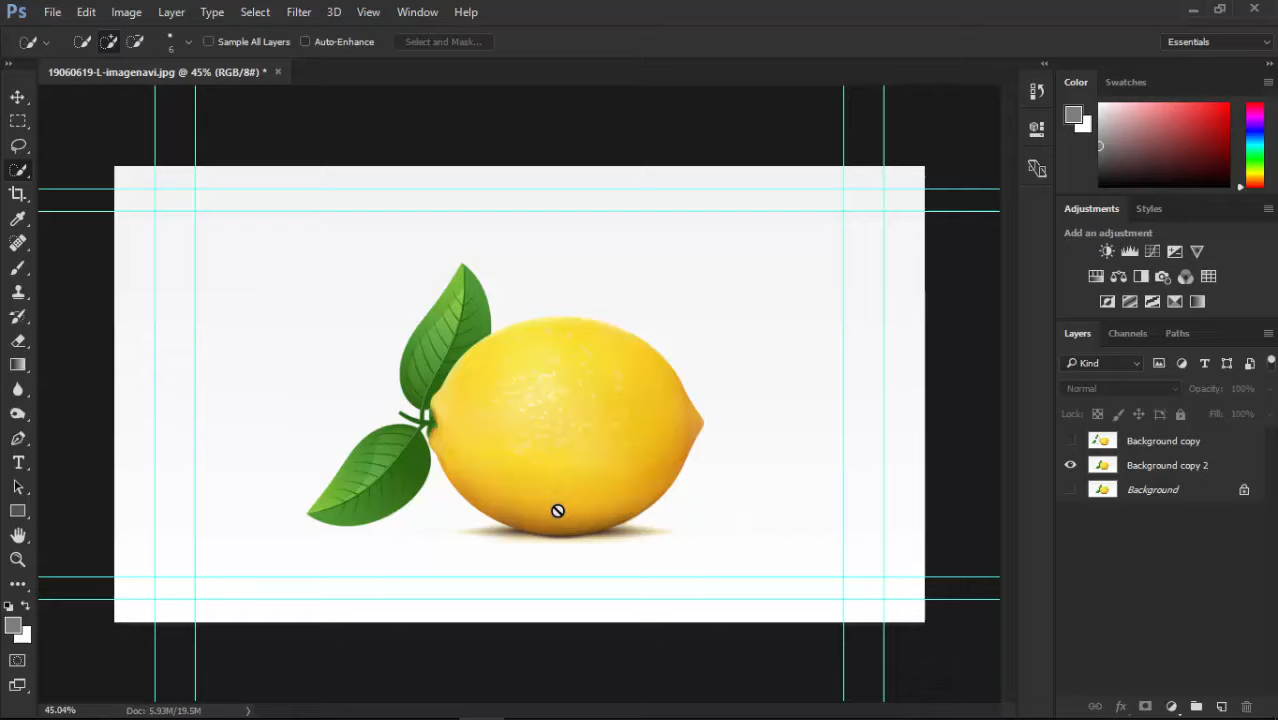 Ps File Edit Image Layer Type Select Filter 3D View Window Help
6 Sample All Layers Auto-Enhance Select and Mask... Essentials
19060619-L-imagenavi.jpg @ 45% (RGB/8#) * ×
Color Swatches
Adjustments Styles
Add an adjustment
Layers Channels Paths
Kind
Normal Opacity: 100%
Lock: Fill: 100%
Background copy
Background copy 2
Background
45.04% Doc: 5.93M/19.5M